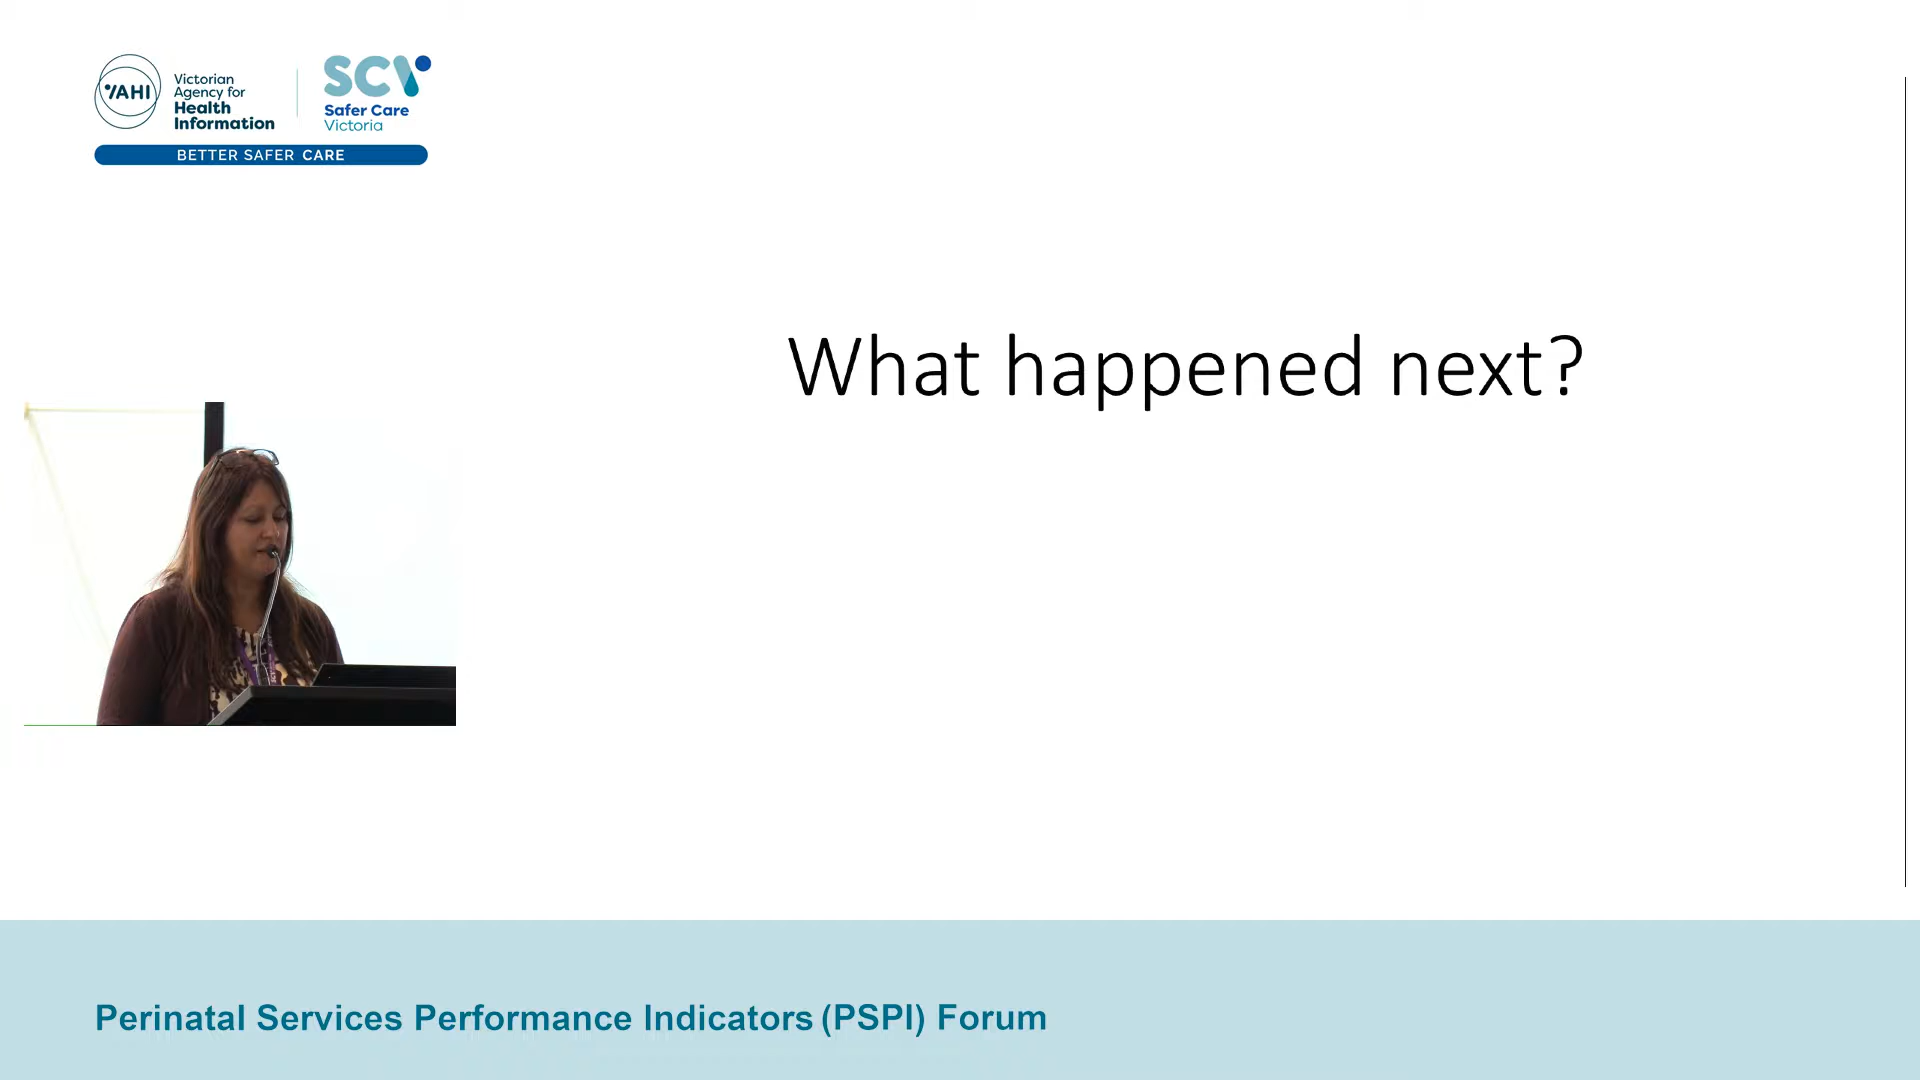 VAHI
Victorian
Agency for
Health
Information
SCV
Safer Care
Victoria
BETTER SAFER CARE
What happened next?
Perinatal Services Performance Indicators (PSPI) Forum